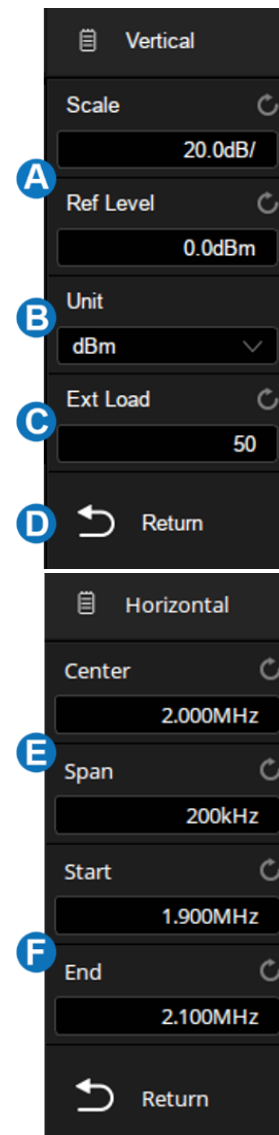 Vertical
Scale
20.0dB/
A
Ref Level
0.0dBm
Unit
B
dBm
Ext Load
C
50
D
Return
Horizontal
Center
2.000MHz
E
Span
200kHz
Start
1.900MHz
F
End
2.100MHz
Return